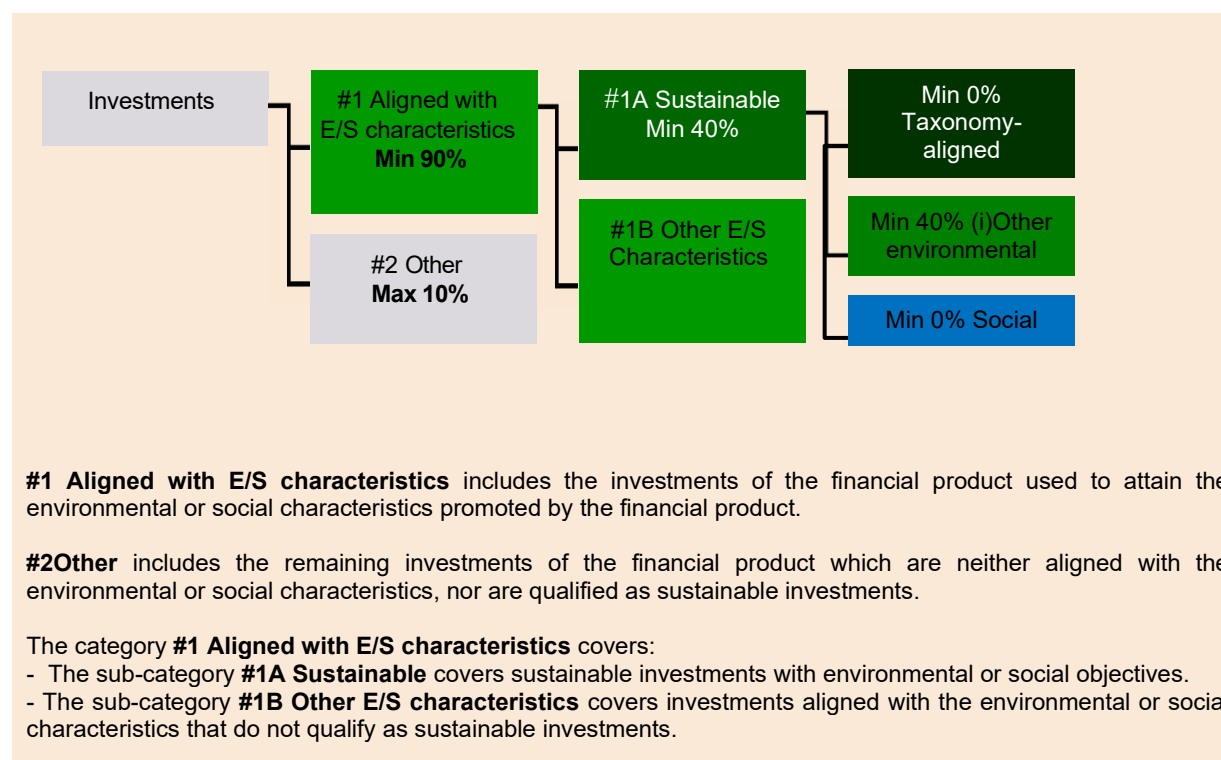 Investments
#1 Aligned with
E/S characteristics
Min 90%
#2 Other
Max 10%
#1A Sustainable
Min 40%
#1B Other E/S
Characteristics
Min 0%
Taxonomy-
aligned
Min 40% (i)Other
environmental
Min 0% Social
#1 Aligned with E/S characteristics includes the investments of the financial product used to attain the
environmental or social characteristics promoted by the financial product.
#2Other includes the remaining investments of the financial product which are neither aligned with the
environmental or social characteristics, nor are qualified as sustainable investments.
The category #1 Aligned with E/S characteristics covers:
- The sub-category #1A Sustainable covers sustainable investments with environmental or social objectives.
- The sub-category #1B Other E/S characteristics covers investments aligned with the environmental or social
characteristics that do not qualify as sustainable investments.